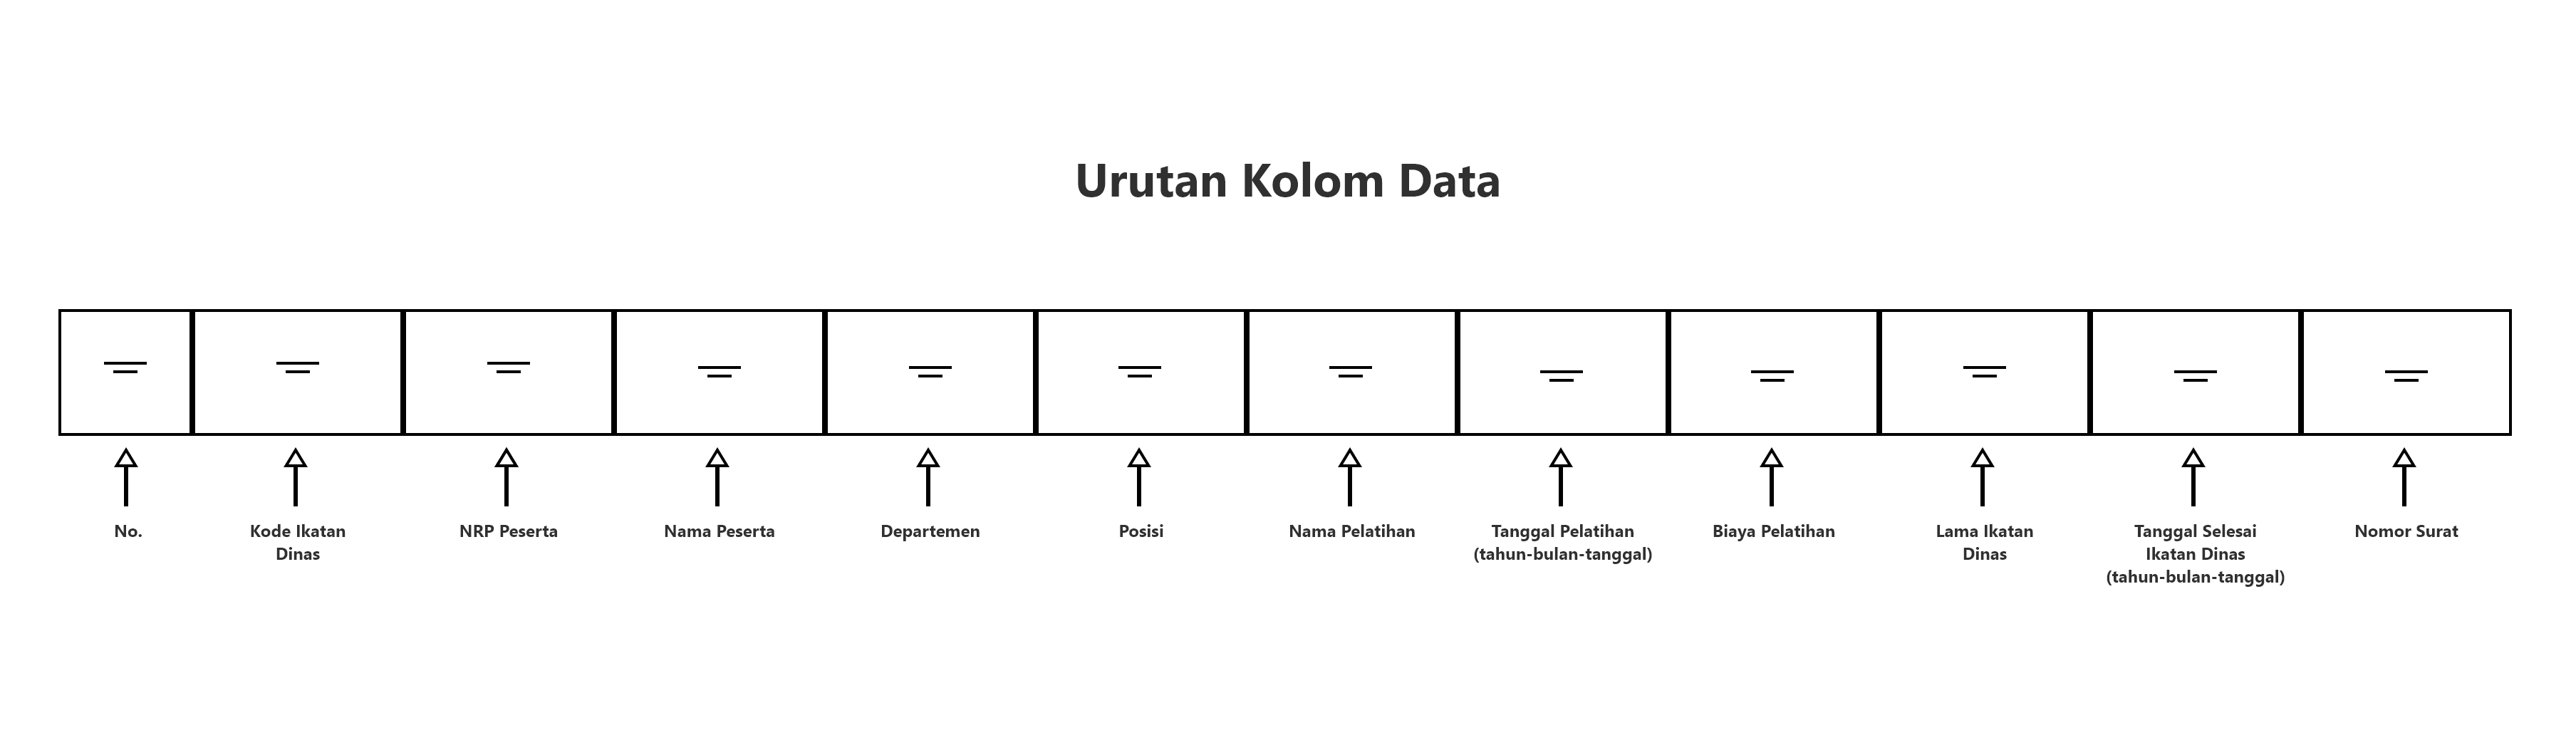 Urutan Kolom Data
No.
Kode Ikatan
Dinas
NRP Peserta
Nama Peserta
Departemen
Posisi
Nama Pelatihan
Tanggal Pelatihan
(tahun-bulan-tanggal)
Biaya Pelatihan
Lama Ikatan
Dinas
Tanggal Selesai
Ikatan Dinas
(tahun-bulan-tanggal)
Nomor Surat